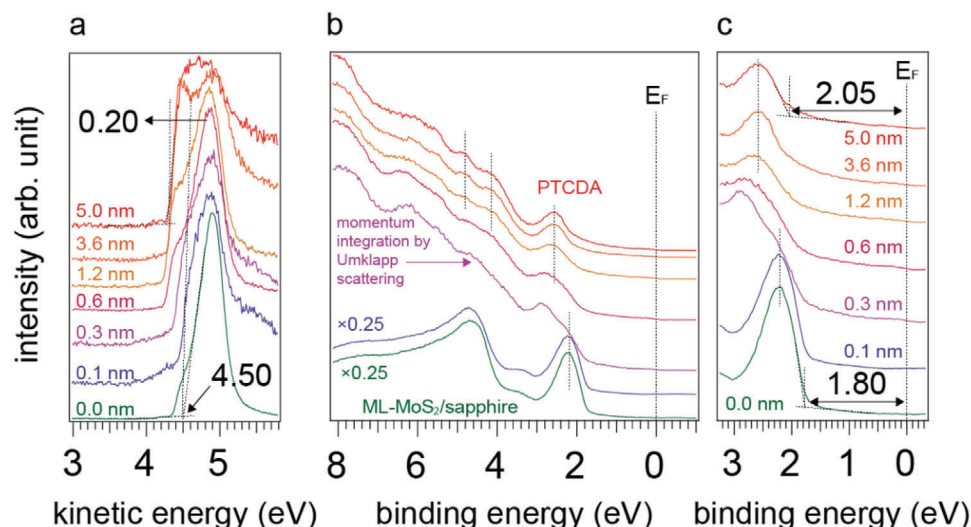 a
b
c
intensity (arb. unit)
0.20
5.0 nm
3.6 nm
1.2 nm
0.6 nm
0.3 nm
0.1 nm
0.0 nm
4.50
3 4 5
kinetic energy (eV)
E_F
PTCDA
momentum
integration by
Umklapp
scattering
×0.25
×0.25
ML-MoS₂/sapphire
8 6 4 2 0
binding energy (eV)
E_F
2.05
5.0 nm
3.6 nm
1.2 nm
0.6 nm
0.3 nm
0.1 nm
1.80
0.0 nm
3 2 1 0
binding energy (eV)